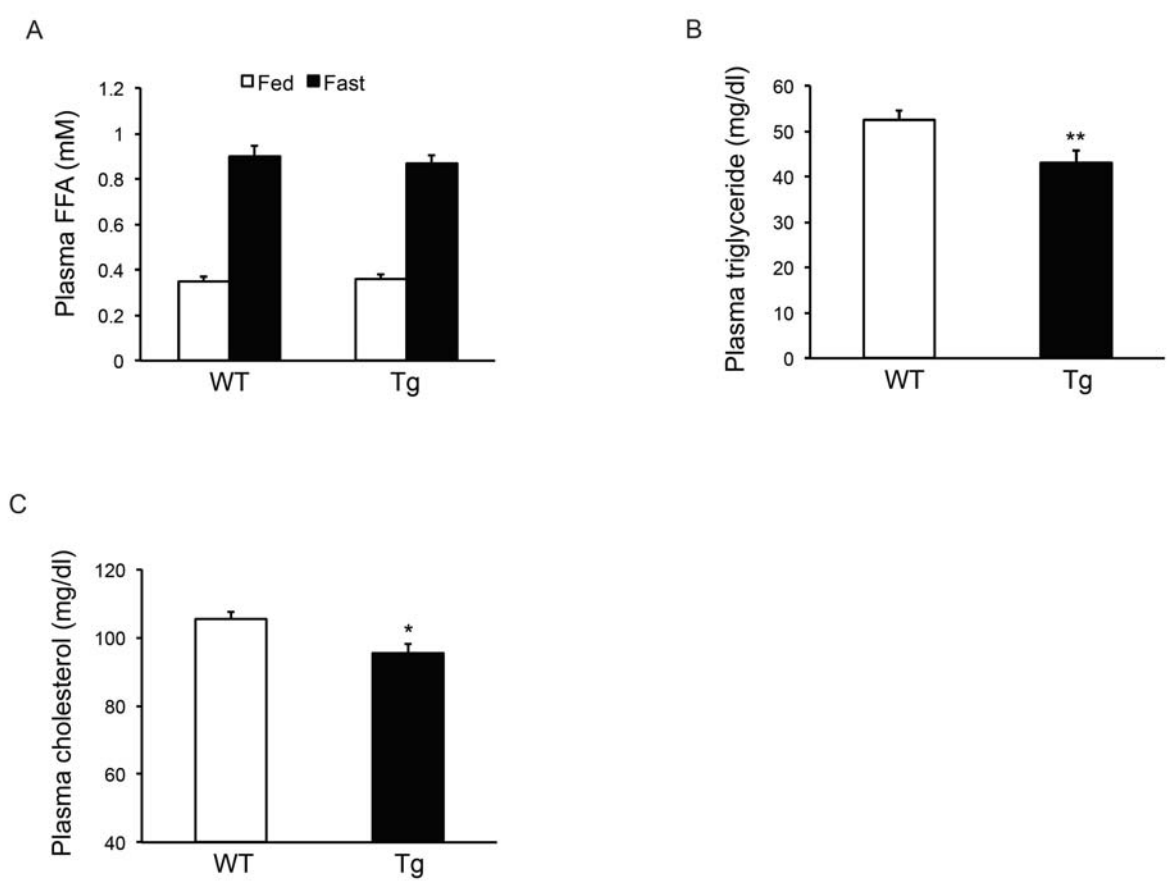 A
Fed Fast
Plasma FFA (mM)
1.2
1
0.8
0.6
0.4
0.2
0
WT Tg
B
Plasma triglyceride (mg/dl)
60
50
**
40
30
20
10
0
WT Tg
C
Plasma cholesterol (mg/dl)
120
*
100
80
60
40
WT Tg